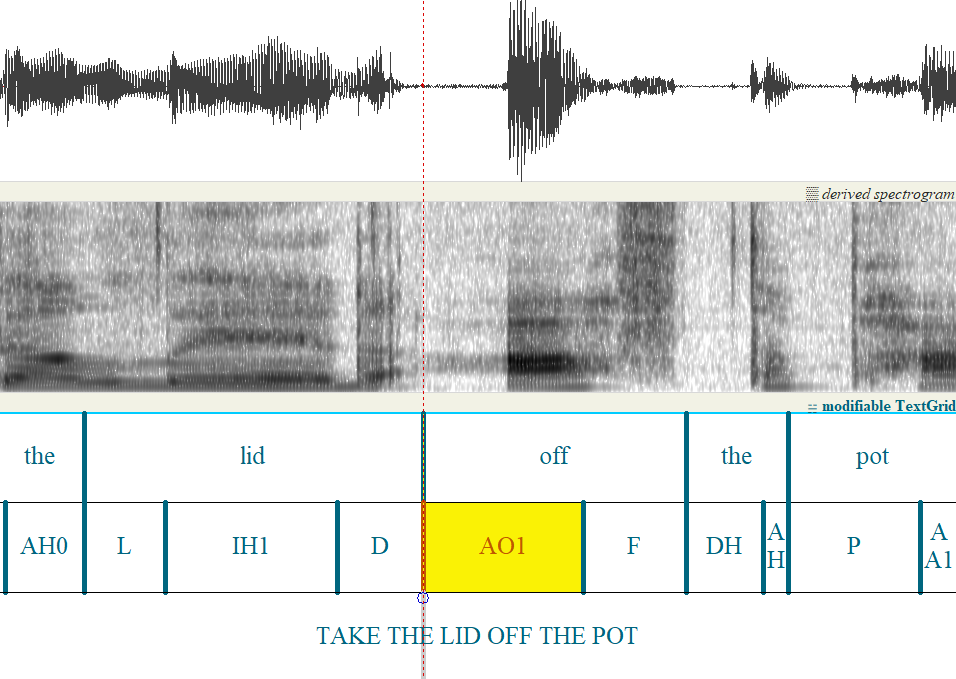 derived spectrogram
modifiable TextGrid
the lid off the pot
AH0 L IH1 D AO1 F DH AH P AA1
TAKE THE LID OFF THE POT